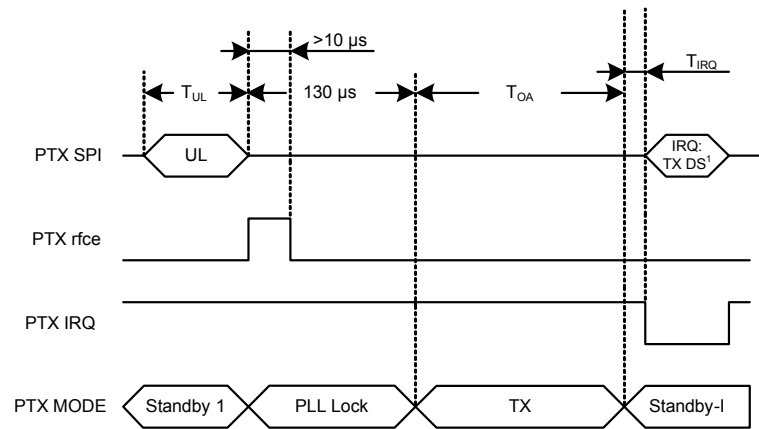 >10 µs
TIRQ
TUL
130 µs
TOA
PTX SPI
UL
IRQ:
TX DS1
PTX rfce
PTX IRQ
PTX MODE
Standby 1
PLL Lock
TX
Standby-I